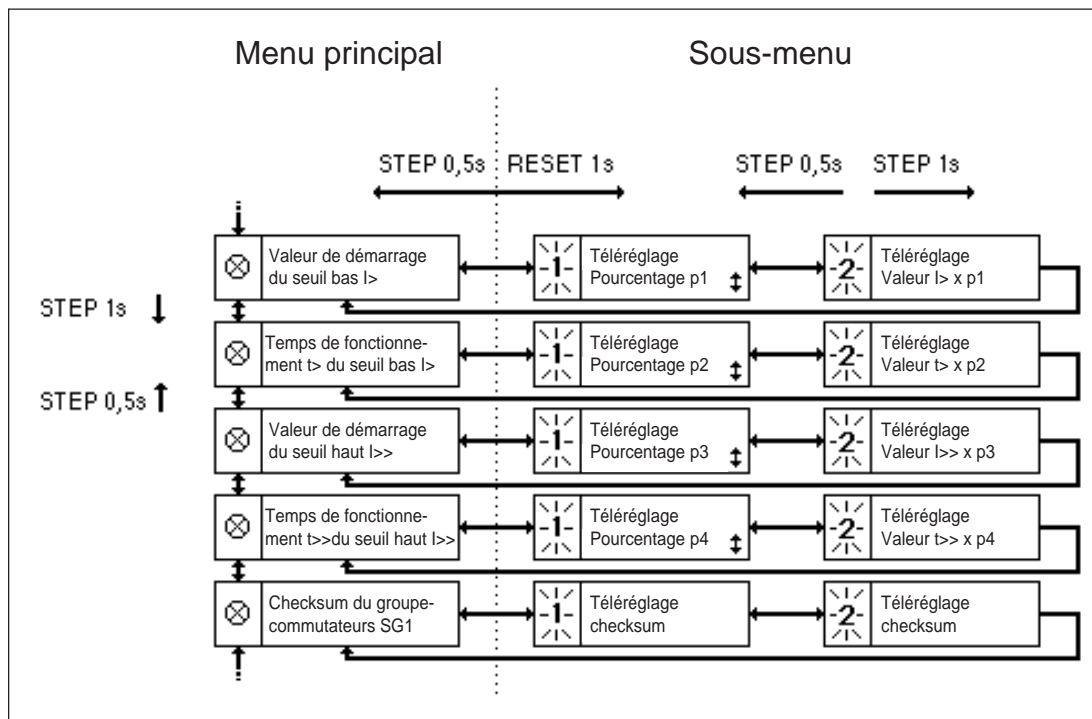 Menu principal
Sous-menu
STEP 0,5s
RESET 1s
STEP 0,5s
STEP 1s
Valeur de démarrage
du seuil bas I>
-1-
Téléréglage
Pourcentage p1
-2-
Téléréglage
Valeur I> x p1
STEP 1s
Temps de fonctionne-
ment t> du seuil bas I>
-1-
Téléréglage
Pourcentage p2
-2-
Téléréglage
Valeur t> x p2
STEP 0,5s
Valeur de démarrage
du seuil haut I>>
-1-
Téléréglage
Pourcentage p3
-2-
Téléréglage
Valeur I>> x p3
Temps de fonctionne-
ment t>>du seuil haut I>>
-1-
Téléréglage
Pourcentage p4
-2-
Téléréglage
Valeur t>> x p4
Checksum du groupe-
commutateurs SG1
-1-
Téléréglage
checksum
-2-
Téléréglage
checksum